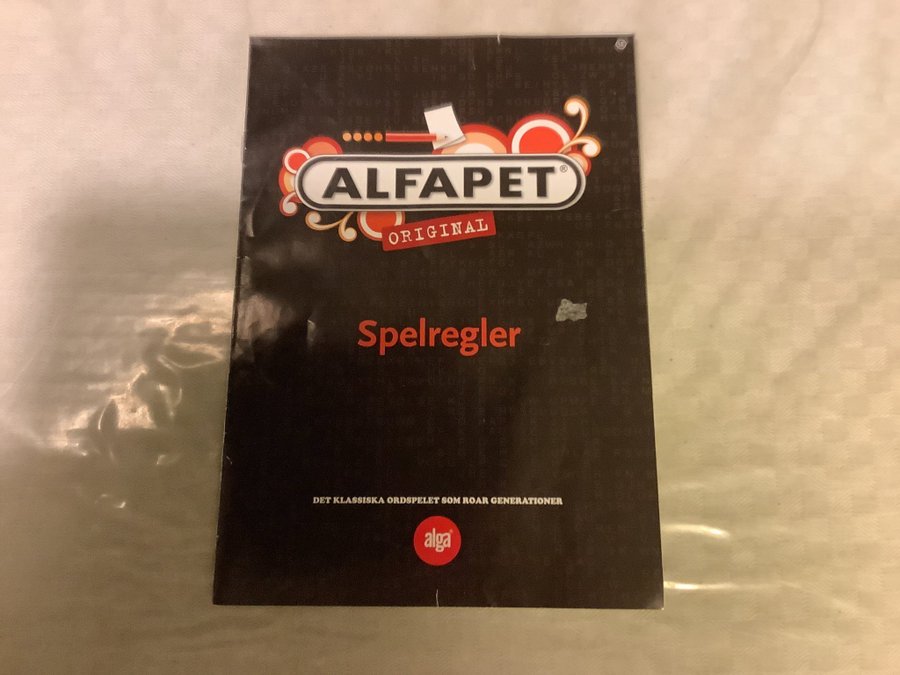 ALFAPET®
ORIGINAL
Spelregler
DET KLASSISKA ORDSPELET SOM ROAR GENERATIONER
alga